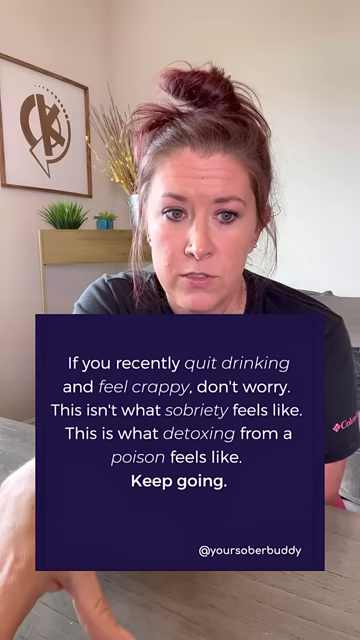 If you recently quit drinking
and feel crappy, don't worry.
This isn't what sobriety feels like.
This is what detoxing from a
poison feels like.
Keep going.
@yoursoberbuddy